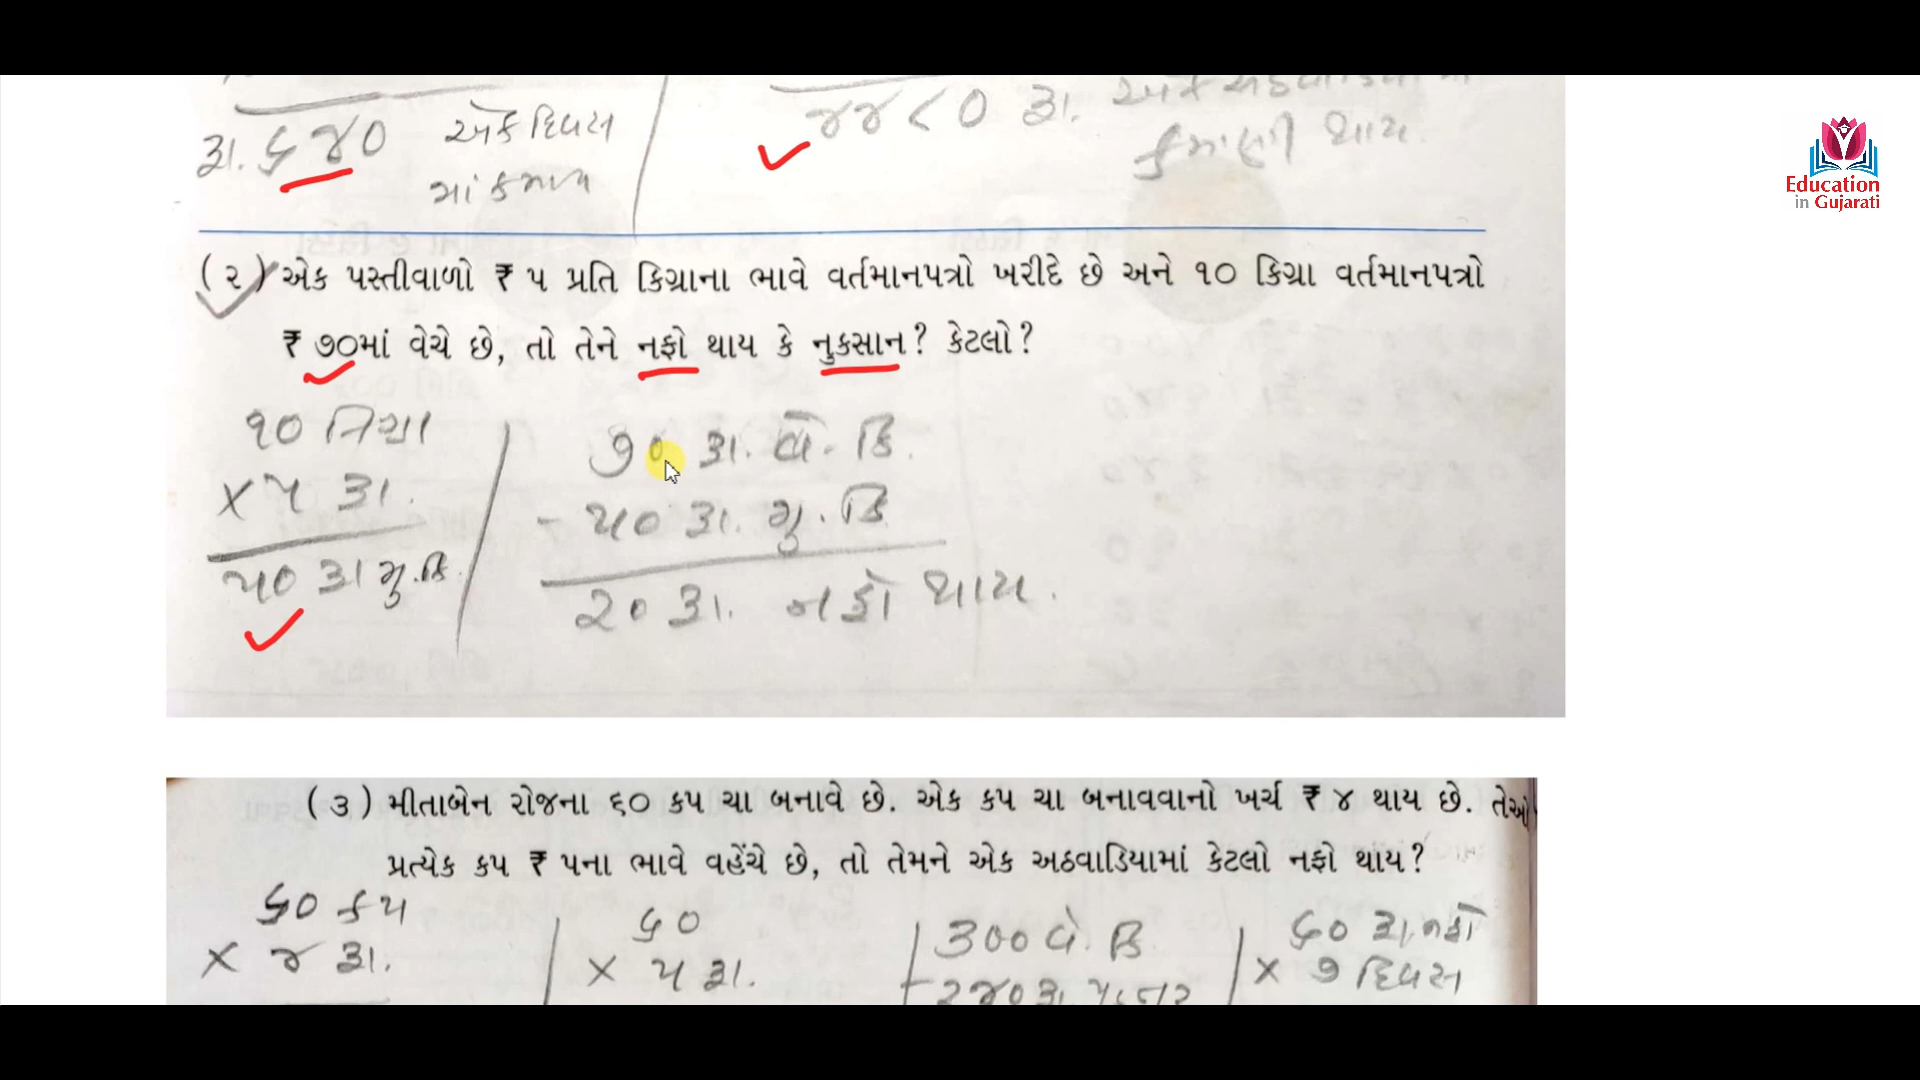 રૂા. ૬૪૦
એક દિવસ
માં કમાય
૪૪૮૦ રૂા.
કમાણી થાય.
Education
in Gujarati
(૨) એક પસ્તીવાળો ₹ ૫ પ્રતિ કિગ્રાના ભાવે વર્તમાનપત્રો ખરીદે છે અને ૧૦ કિગ્રા વર્તમાનપત્રો
₹ ૭૦માં વેચે છે, તો તેને નફો થાય કે નુકસાન? કેટલો?
૧૦ કિગ્રા
× ૫ રૂા.
૫૦ રૂા મુ.કિ
૭૦ રૂા. વે. કિ.
- ૫૦ રૂા. મુ. કિ
૨૦ રૂા. નફો થાય.
(૩) મીતાબેન રોજના ૬૦ કપ ચા બનાવે છે. એક કપ ચા બનાવવાનો ખર્ચ ₹ ૪ થાય છે. તેઓ
પ્રત્યેક કપ ₹ ૫ના ભાવે વહેંચે છે, તો તેમને એક અઠવાડિયામાં કેટલો નફો થાય?
૬૦ કપ
× ૪ રૂા.
૬૦
× ૫ રૂા.
૩૦૦ વે. કિ
- ૨૪૦ રૂા
૬૦ રૂા. નફો
× ૭ દિવસ